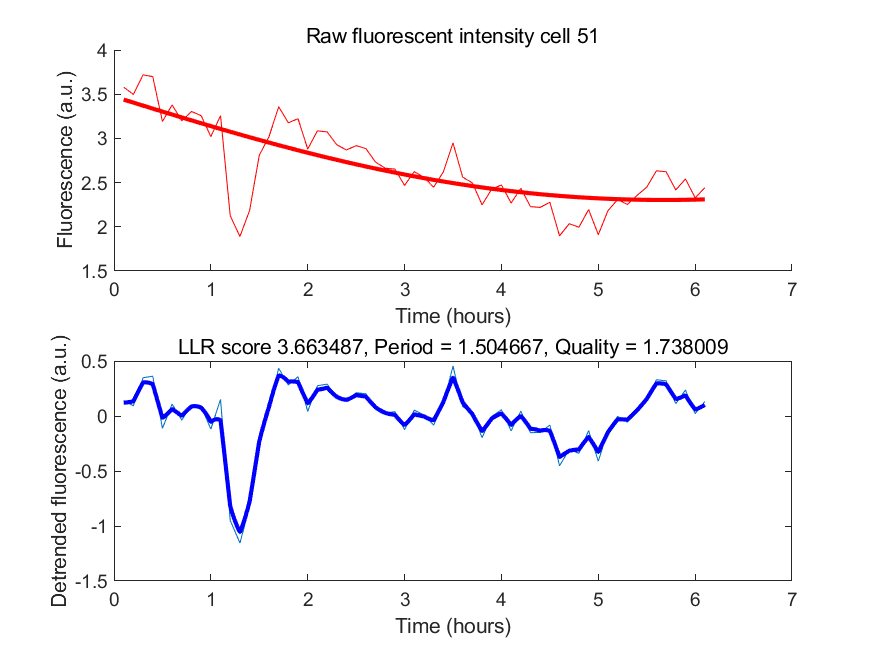 Raw fluorescent intensity cell 51
4
3.5
3
2.5
2
1.5
Fluorescence (a.u.)
0 1 2 3 4 5 6 7
Time (hours)
LLR score 3.663487, Period = 1.504667, Quality = 1.738009
0.5
0
-0.5
-1
-1.5
Detrended fluorescence (a.u.)
0 1 2 3 4 5 6 7
Time (hours)